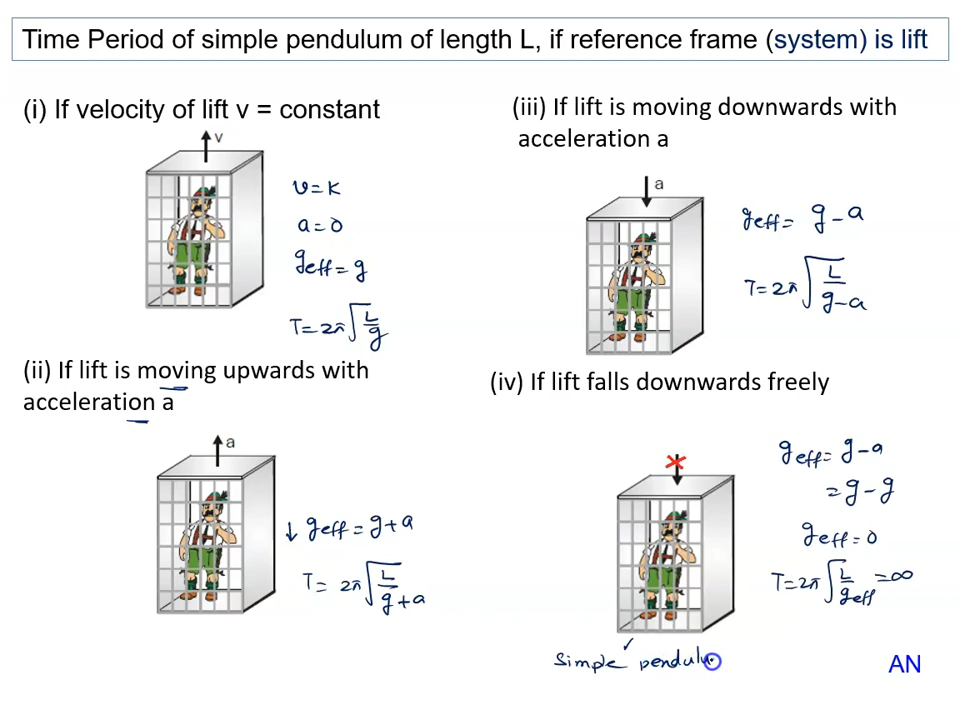 Time Period of simple pendulum of length L, if reference frame (system) is lift
(i) If velocity of lift v = constant
v
v=K
a=0
geff=g
T=2π√L/g
(ii) If lift is moving upwards with
acceleration a
a
↓ geff=g+a
T= 2π√L/g+a
(iii) If lift is moving downwards with
acceleration a
a
geff= g-a
T=2π√L/g-a
(iv) If lift falls downwards freely
geff= g-a
=g-g
geff=0
T=2π√L/geff =∞
simple pendulu
AN